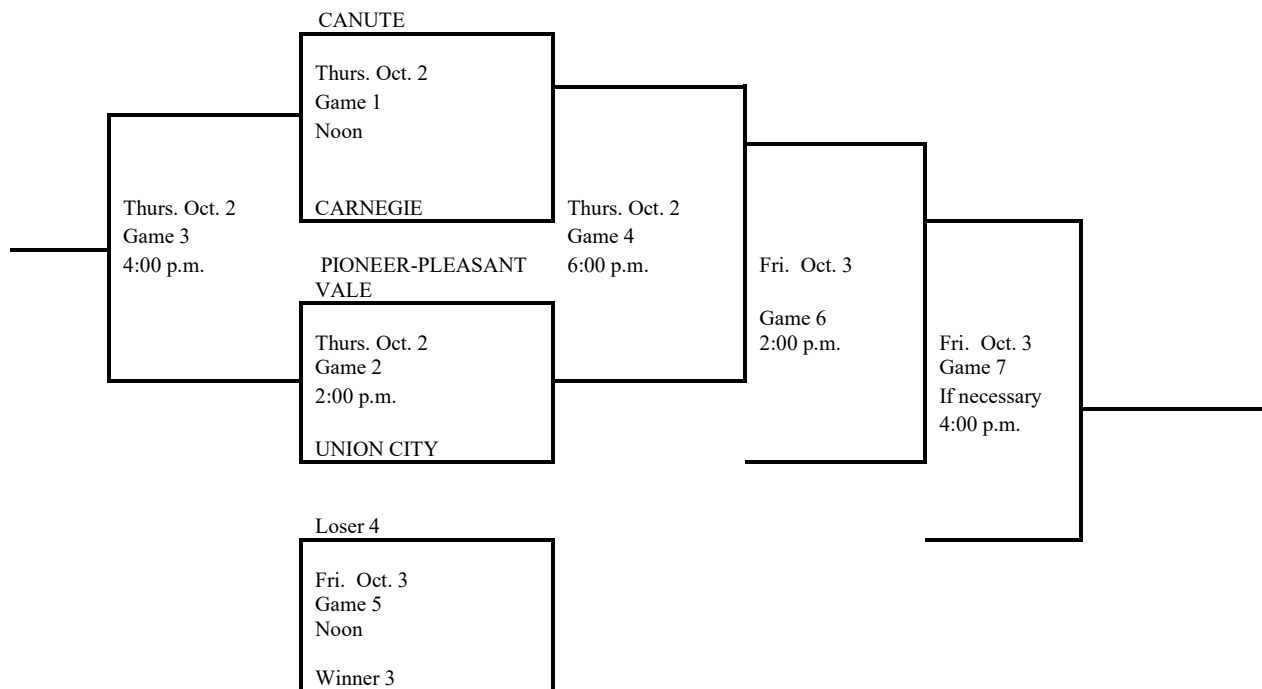 CANUTE
Thurs. Oct. 2
Game 1
Noon
CARNEGIE
Thurs. Oct. 2
Game 3
4:00 p.m.
Thurs. Oct. 2
Game 4
6:00 p.m.
PIONEER-PLEASANT
VALE
Thurs. Oct. 2
Game 2
2:00 p.m.
UNION CITY
Fri. Oct. 3
Game 6
2:00 p.m.
Fri. Oct. 3
Game 7
If necessary
4:00 p.m.
Loser 4
Fri. Oct. 3
Game 5
Noon
Winner 3